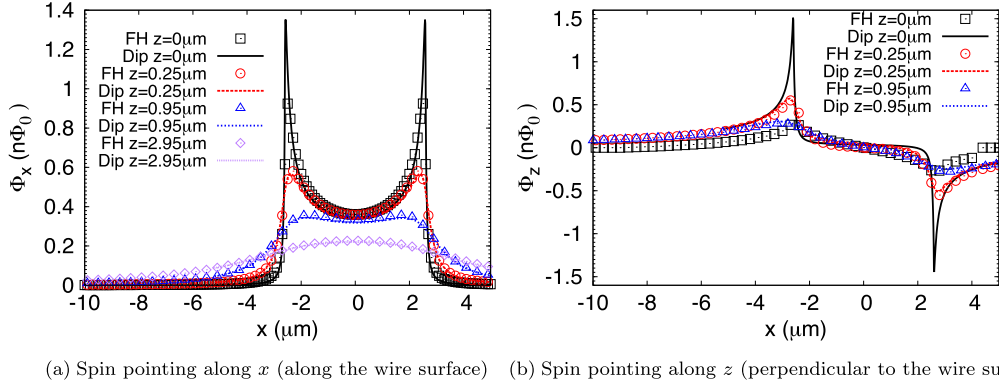 1.4
1.2
1
0.8
0.6
0.4
0.2
0
Φx (nΦ0)
FH z=0μm
Dip z=0μm
FH z=0.25μm
Dip z=0.25μm
FH z=0.95μm
Dip z=0.95μm
FH z=2.95μm
Dip z=2.95μm
-10 -8 -6 -4 -2 0 2 4
x (μm)
(a) Spin pointing along x (along the wire surface)
1.5
1
0.5
0
-0.5
-1
-1.5
Φz (nΦ0)
FH z=0μm
Dip z=0μm
FH z=0.25μm
Dip z=0.25μm
FH z=0.95μm
Dip z=0.95μm
-10 -8 -6 -4 -2 0 2 4
x (μm)
(b) Spin pointing along z (perpendicular to the wire su